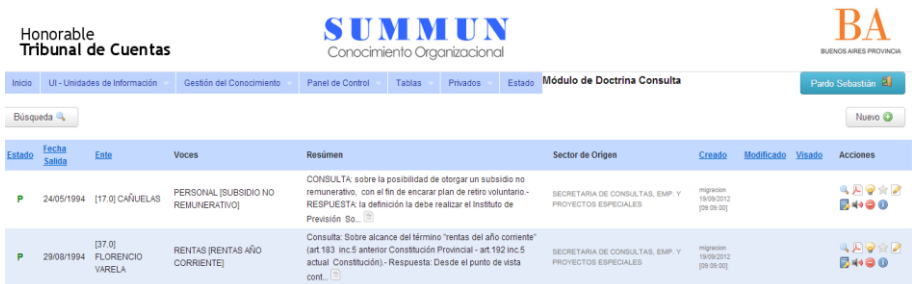 Honorable
Tribunal de Cuentas
SUMMUN
Conocimiento Organizacional
BA
BUENOS AIRES PROVINCIA
Inicio UI - Unidades de Información Gestión del Conocimiento Panel de Control Tablas Privados Estado Módulo de Doctrina Consulta Pardo Sebastián
Búsqueda Nuevo
Estado Fecha Salida Ente Voces Resúmen Sector de Origen Creado Modificado Visado Acciones
P 24/05/1994 [17.0] CAÑUELAS
PERSONAL [SUBSIDIO NO
REMUNERATIVO]
CONSULTA: sobre la posibilidad de otorgar un subsidio no
remunerativo, con el fin de encarar plan de retiro voluntario.-
RESPUESTA: la definición la debe realizar el Instituto de
Previsión So...
SECRETARIA DE CONSULTAS, EMP. Y
PROYECTOS ESPECIALES
migracion
19/09/2012
[09:09:00]
P 29/08/1994
[37.0]
FLORENCIO
VARELA
RENTAS [RENTAS AÑO
CORRIENTE]
Consulta: Sobre alcance del término "rentas del año corriente"
(art.183 inc.5 anterior Constitución Provincial - art.192 inc.5
actual Constitución).- Respuesta: Desde el punto de vista
cont...
SECRETARIA DE CONSULTAS, EMP. Y
PROYECTOS ESPECIALES
migracion
19/09/2012
[09:09:00]